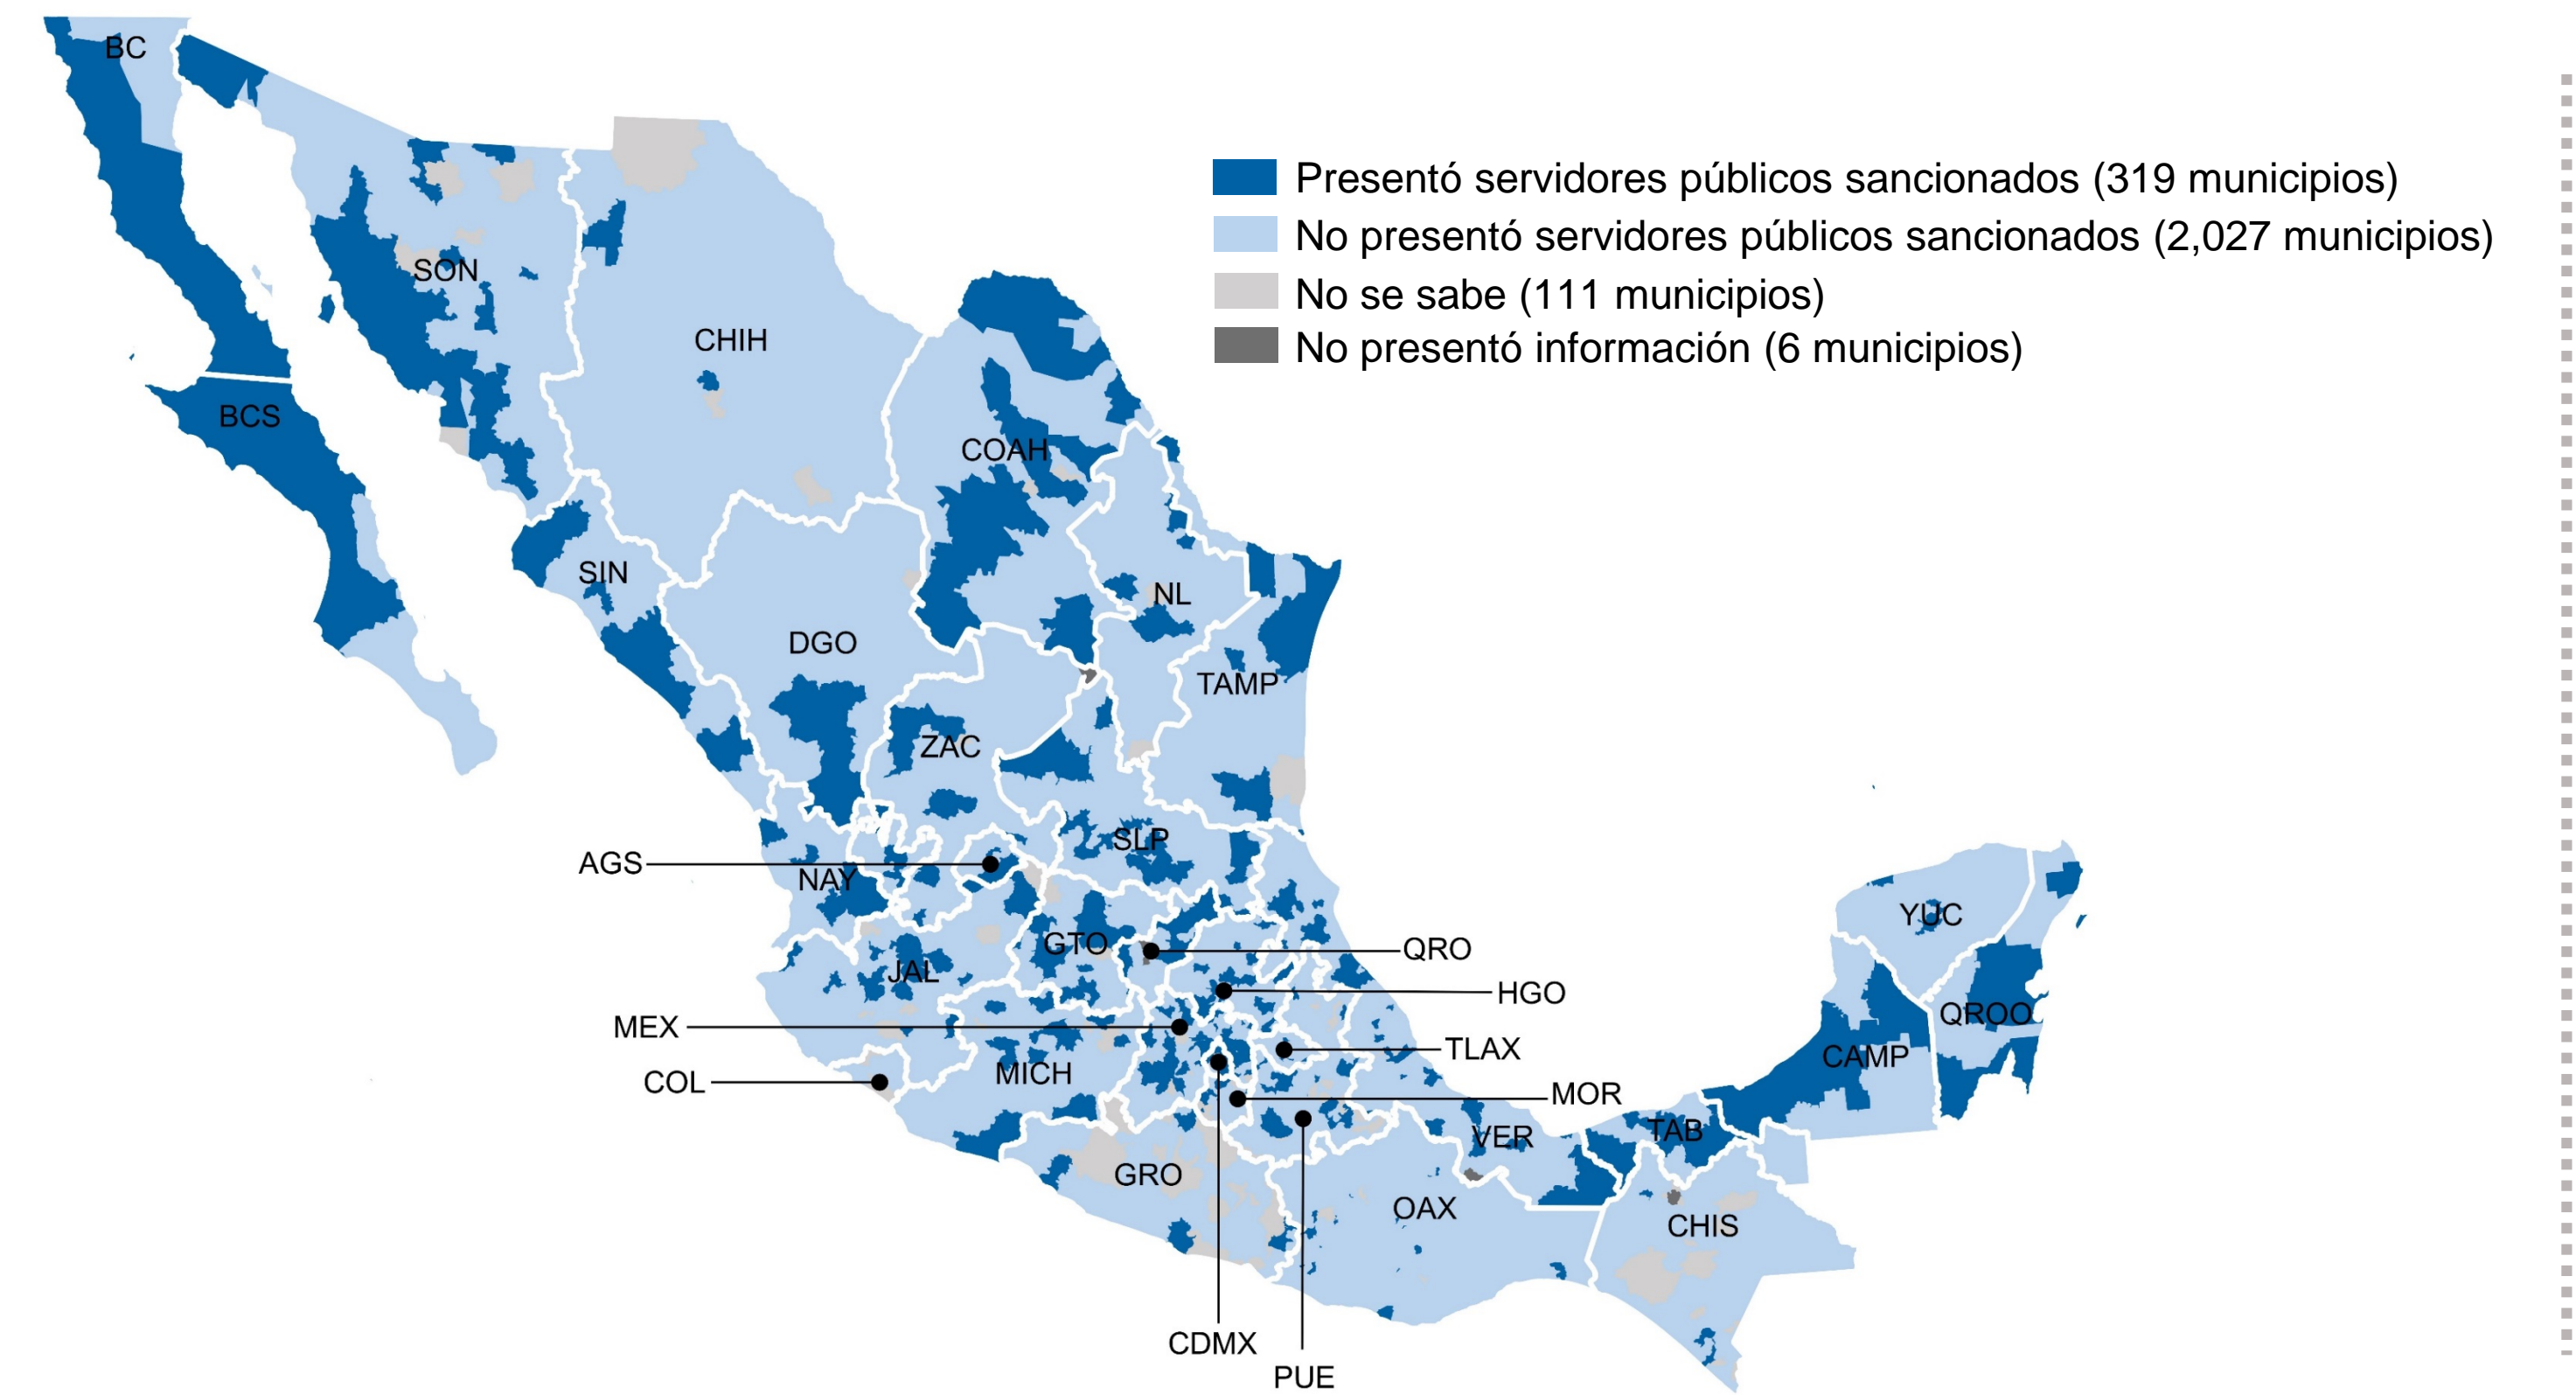 BC
Presentó servidores públicos sancionados (319 municipios)
No presentó servidores públicos sancionados (2,027 municipios)
No se sabe (111 municipios)
No presentó información (6 municipios)
SON
CHIH
BCS
COAH
SIN
NL
DGO
TAMP
ZAC
SLP
AGS
NAY
YUC
GTO
QRO
JAL
HGO
QROO
MEX
TLAX
CAMP
MICH
COL
MOR
TAB
VER
GRO
OAX
CHIS
CDMX
PUE